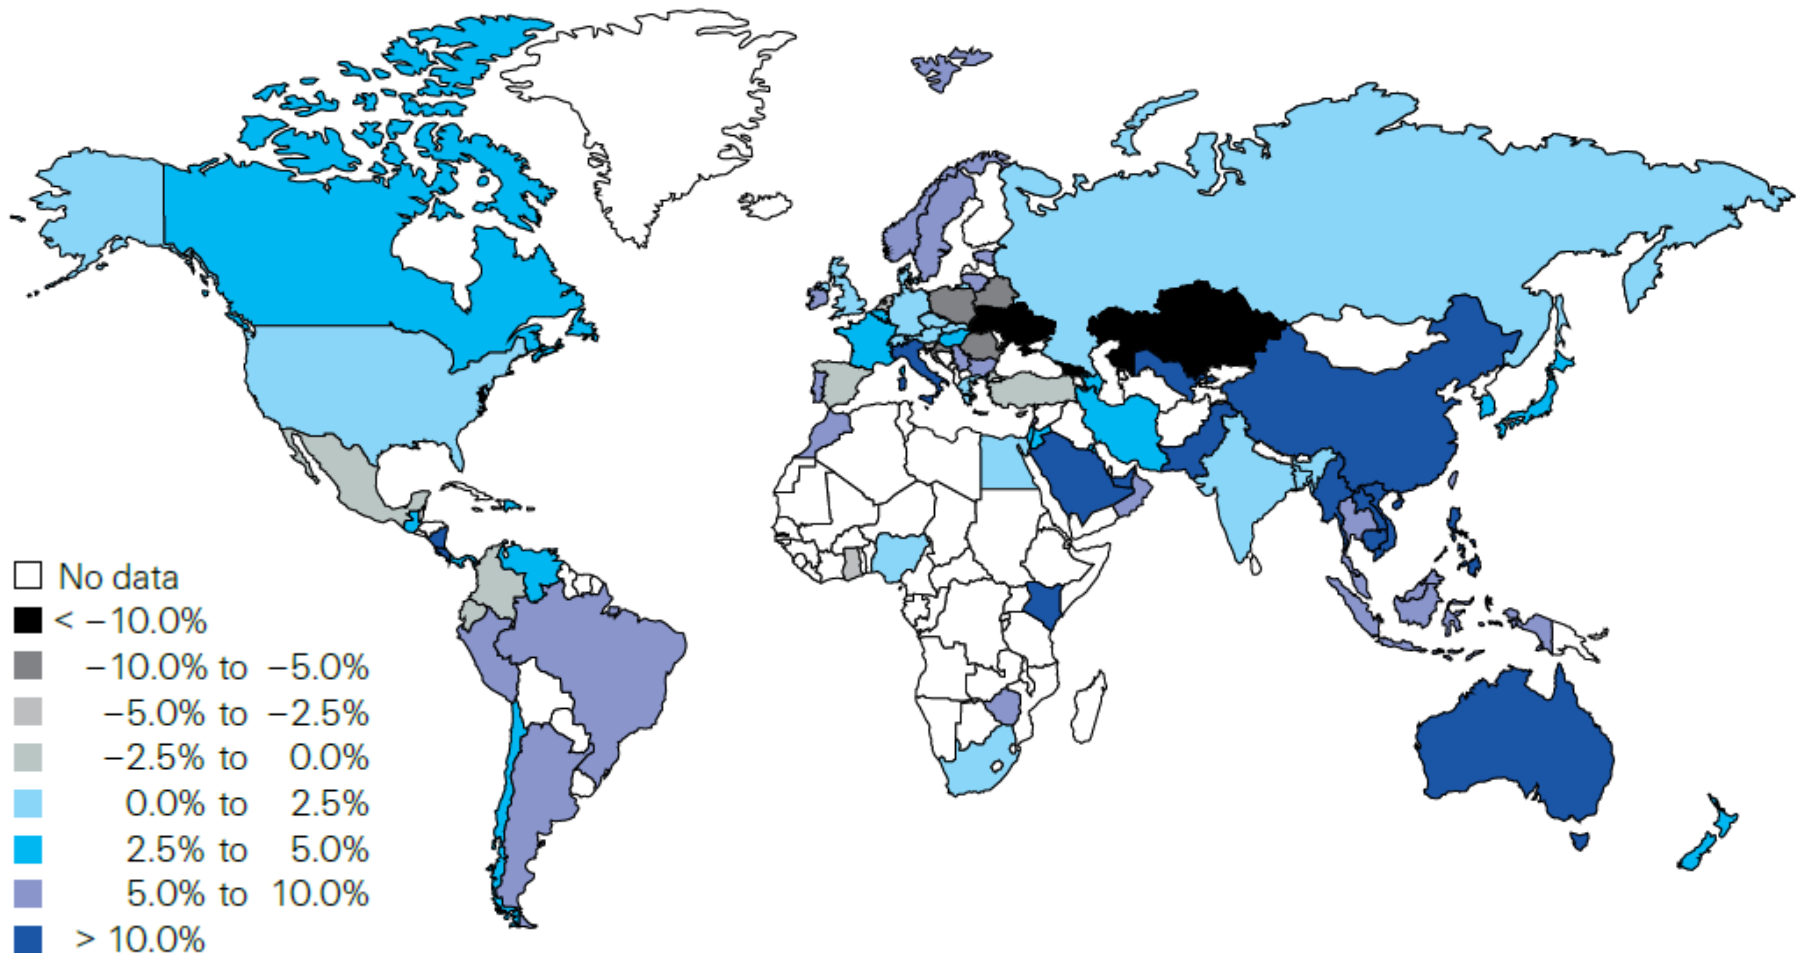 No data
< −10.0%
−10.0% to −5.0%
−5.0% to −2.5%
−2.5% to 0.0%
0.0% to 2.5%
2.5% to 5.0%
5.0% to 10.0%
> 10.0%